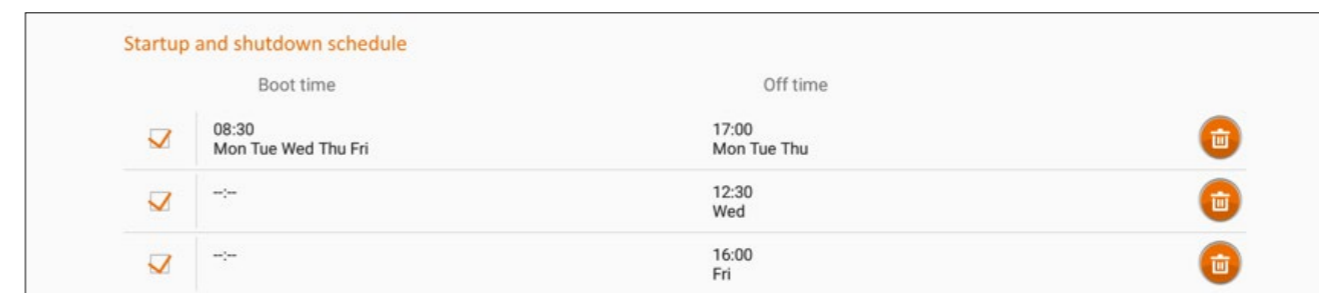 Startup and shutdown schedule
Boot time Off time
08:30 17:00
Mon Tue Wed Thu Fri Mon Tue Thu
--:-- 12:30
Wed
--:-- 16:00
Fri